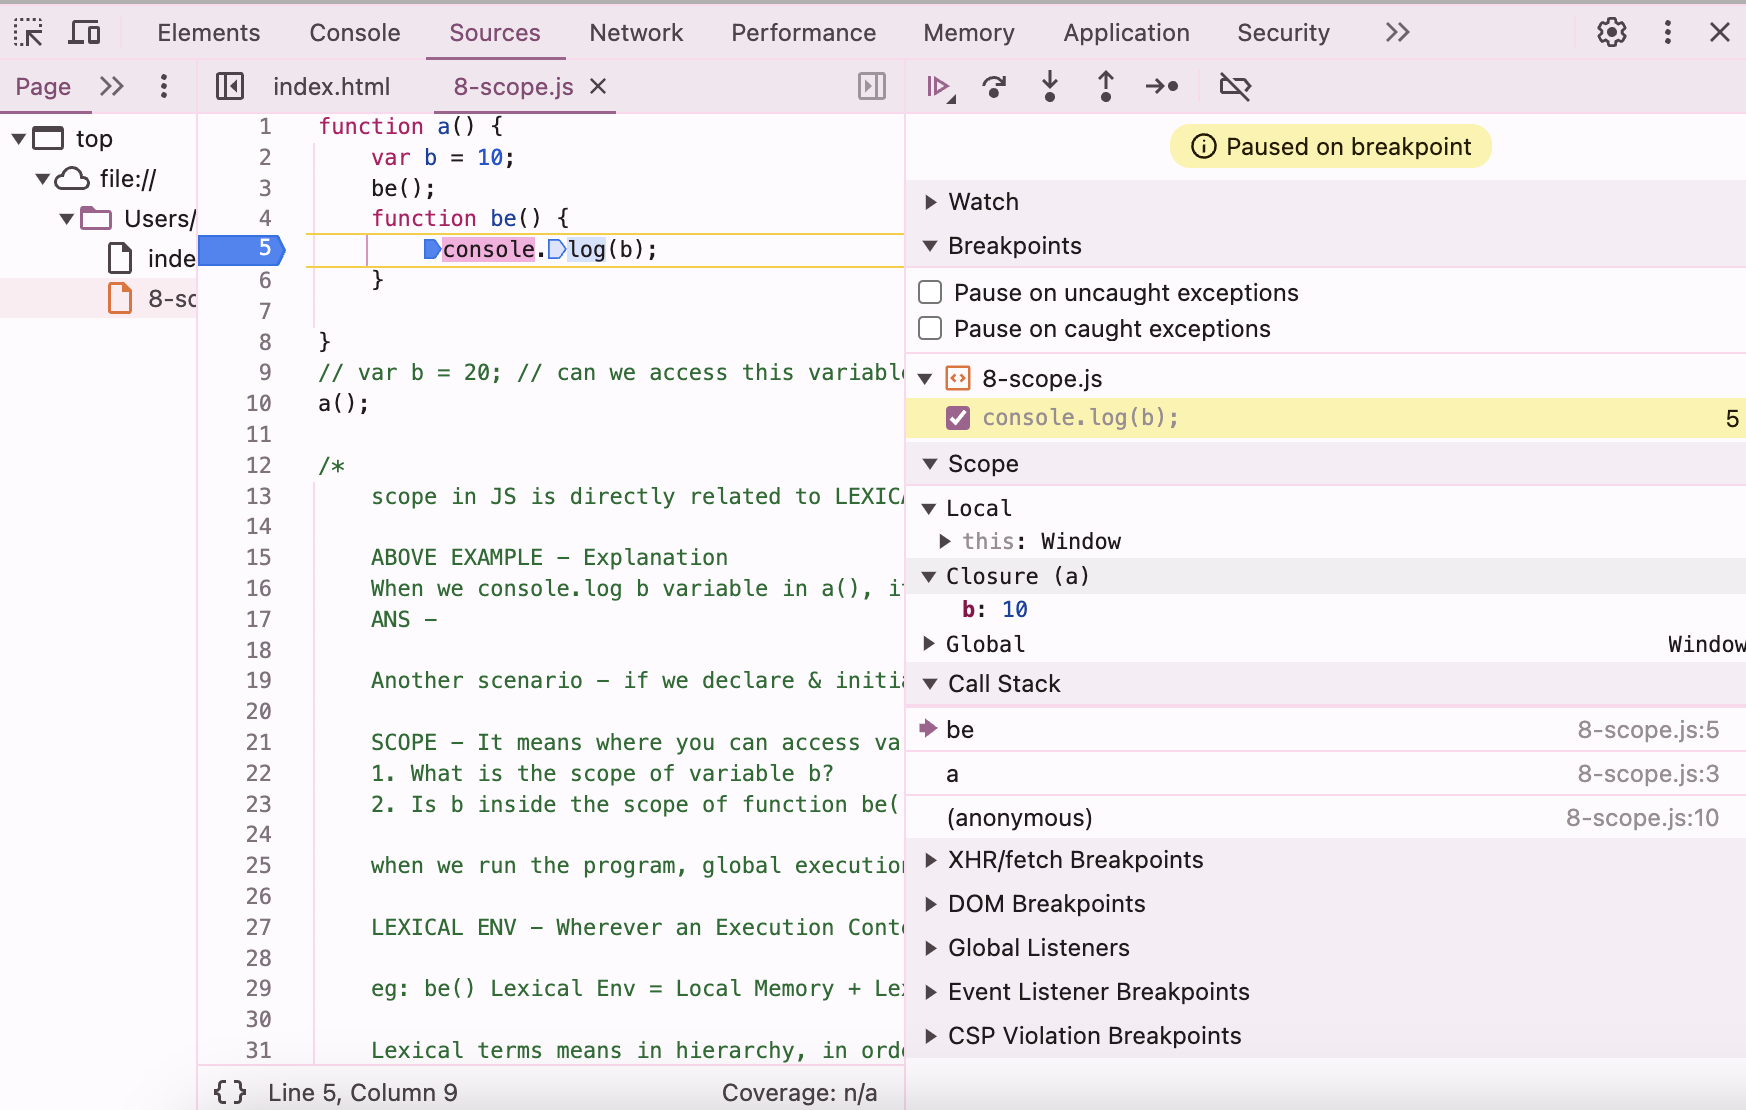 Elements Console Sources Network Performance Memory Application Security
Page index.html 8-scope.js
top
file://
Users/
inde
8-sc
1 function a() {
2 var b = 10;
3 be();
4 function be() {
5 console.log(b);
6 }
7
8 }
9 // var b = 20; // can we access this variabl
10 a();
11
12 /*
13 scope in JS is directly related to LEXICA
14
15 ABOVE EXAMPLE – Explanation
16 When we console.log b variable in a(), i
17 ANS –
18
19 Another scenario – if we declare & initia
20
21 SCOPE – It means where you can access va
22 1. What is the scope of variable b?
23 2. Is b inside the scope of function be(
24
25 when we run the program, global execution
26
27 LEXICAL ENV – Wherever an Execution Conte
28
29 eg: be() Lexical Env = Local Memory + Lex
30
31 Lexical terms means in hierarchy, in orde
{} Line 5, Column 9 Coverage: n/a
Paused on breakpoint
Watch
Breakpoints
Pause on uncaught exceptions
Pause on caught exceptions
8-scope.js
console.log(b); 5
Scope
Local
this: Window
Closure (a)
b: 10
Global Window
Call Stack
be 8-scope.js:5
a 8-scope.js:3
(anonymous) 8-scope.js:10
XHR/fetch Breakpoints
DOM Breakpoints
Global Listeners
Event Listener Breakpoints
CSP Violation Breakpoints